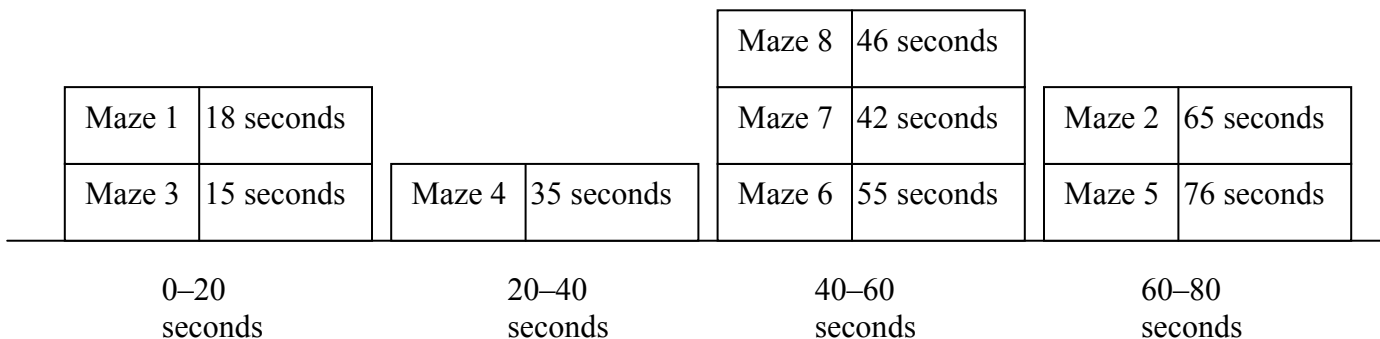 Maze 8 46 seconds
Maze 1 18 seconds Maze 7 42 seconds Maze 2 65 seconds
Maze 3 15 seconds Maze 4 35 seconds Maze 6 55 seconds Maze 5 76 seconds
0–20 20–40 40–60 60–80
seconds seconds seconds seconds